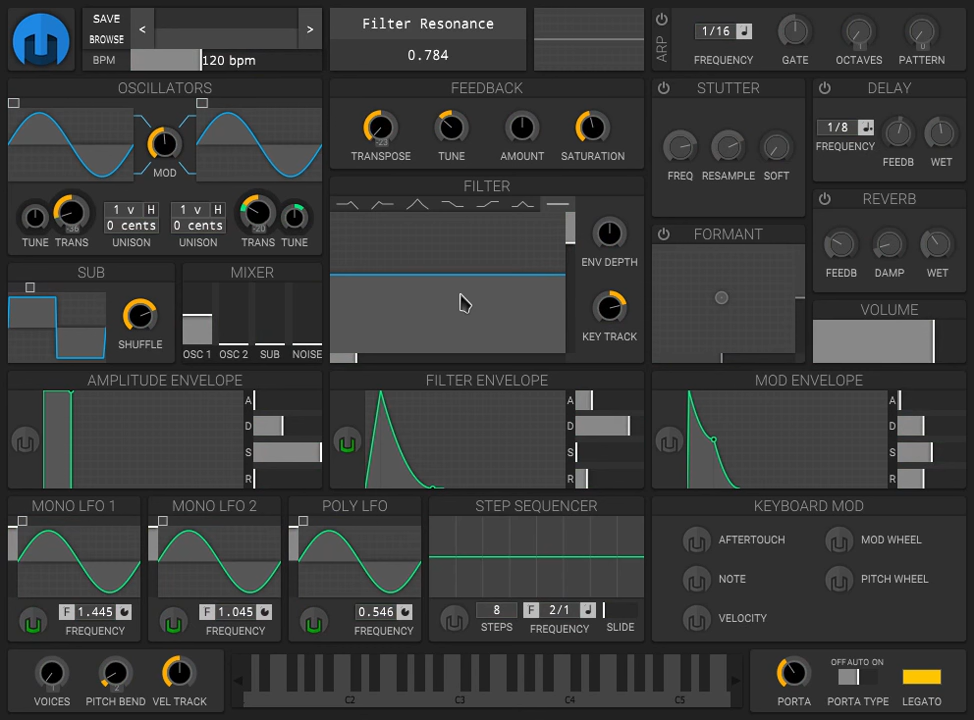 SAVE
BROWSE
<
>
BPM
120 bpm
Filter Resonance
0.784
ARP
1/16
FREQUENCY
GATE
OCTAVES
PATTERN
OSCILLATORS
MOD
TUNE
TRANS
-36
1 v H
0 cents
UNISON
1 v H
0 cents
UNISON
TRANS
-20
TUNE
FEEDBACK
TRANSPOSE
-23
TUNE
AMOUNT
SATURATION
FILTER
ENV DEPTH
KEY TRACK
STUTTER
FREQ
RESAMPLE
SOFT
DELAY
1/8
FREQUENCY
FEEDB
WET
REVERB
FEEDB
DAMP
WET
FORMANT
VOLUME
SUB
SHUFFLE
MIXER
OSC 1
OSC 2
SUB
NOISE
AMPLITUDE ENVELOPE
A
D
S
R
FILTER ENVELOPE
A
D
S
R
MOD ENVELOPE
A
D
S
R
MONO LFO 1
F 1.445
FREQUENCY
MONO LFO 2
F 1.045
FREQUENCY
POLY LFO
0.546
FREQUENCY
STEP SEQUENCER
8
STEPS
F 2/1
FREQUENCY
SLIDE
KEYBOARD MOD
AFTERTOUCH
MOD WHEEL
NOTE
PITCH WHEEL
VELOCITY
VOICES
1
PITCH BEND
2
VEL TRACK
C2
C3
C4
C5
PORTA
OFF AUTO ON
PORTA TYPE
LEGATO